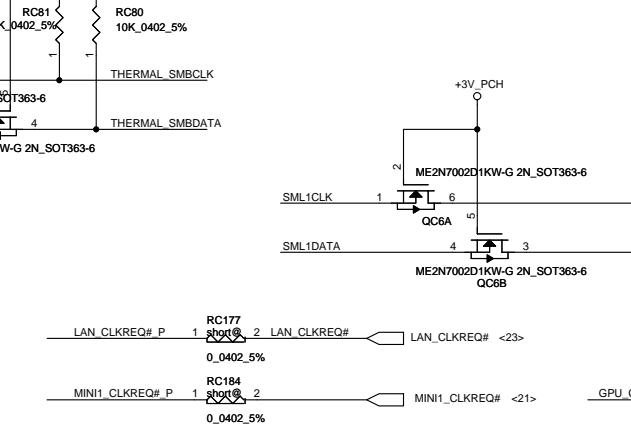 RC81
K_0402_5%
1
RC80
10K_0402_5%
1
THERMAL_SMBCLK
SOT363-6
4
THERMAL_SMBDATA
W-G 2N_SOT363-6
+3V_PCH
2
ME2N7002D1KW-G 2N_SOT363-6
SML1CLK
1
6
QC6A
5
SML1DATA
4
3
ME2N7002D1KW-G 2N_SOT363-6
QC6B
RC177
LAN_CLKREQ#_P
1
short@
2
LAN_CLKREQ#
LAN_CLKREQ# <23>
0_0402_5%
RC184
MINI1_CLKREQ#_P
1
short@
2
MINI1_CLKREQ# <21>
0_0402_5%